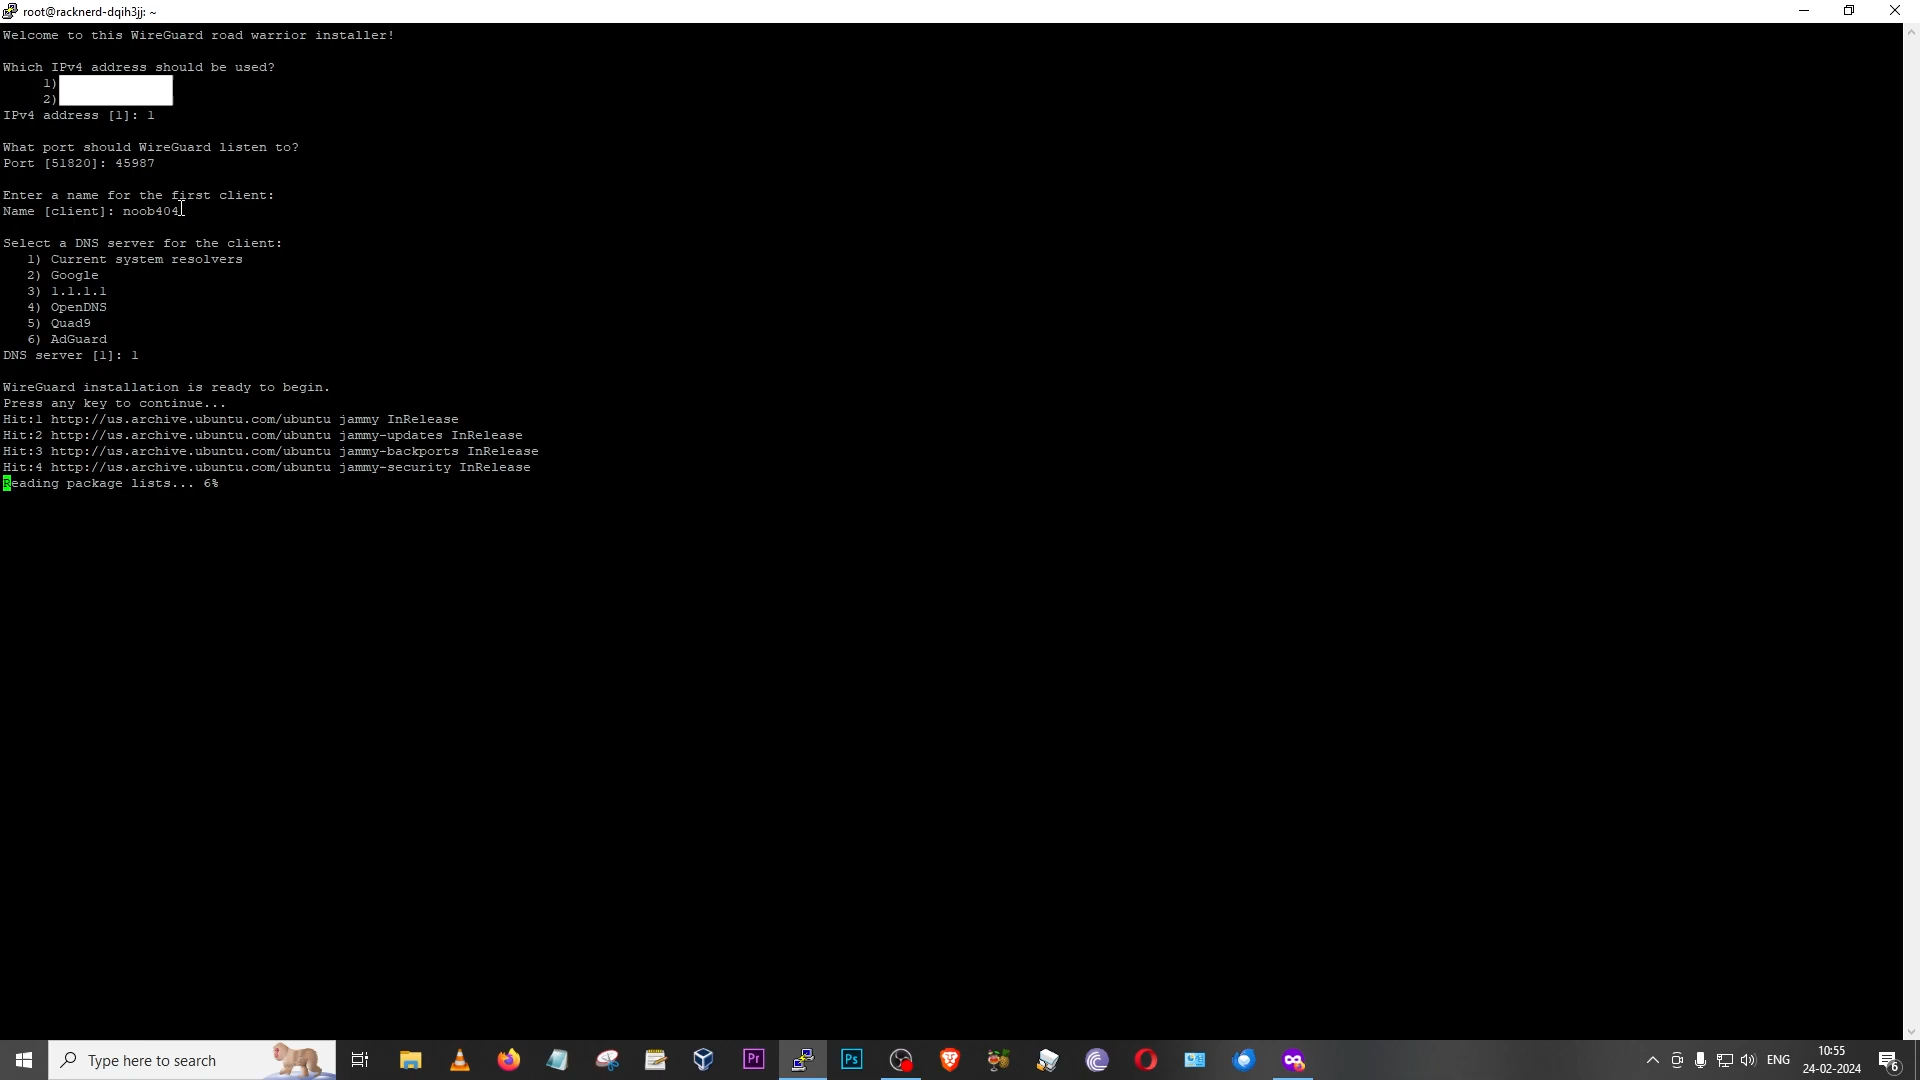 root@racknerd-dqih3jj: ~
Welcome to this WireGuard road warrior installer!
Which IPv4 address should be used?
1)
2)
IPv4 address [1]: 1
What port should WireGuard listen to?
Port [51820]: 45987
Enter a name for the first client:
Name [client]: noob404
Select a DNS server for the client:
1) Current system resolvers
2) Google
3) 1.1.1.1
4) OpenDNS
5) Quad9
6) AdGuard
DNS server [1]: 1
WireGuard installation is ready to begin.
Press any key to continue...
Hit:1 http://us.archive.ubuntu.com/ubuntu jammy InRelease
Hit:2 http://us.archive.ubuntu.com/ubuntu jammy-updates InRelease
Hit:3 http://us.archive.ubuntu.com/ubuntu jammy-backports InRelease
Hit:4 http://us.archive.ubuntu.com/ubuntu jammy-security InRelease
Reading package lists... 6%
Type here to search
Pr
Ps
ENG
10:55
24-02-2024
6